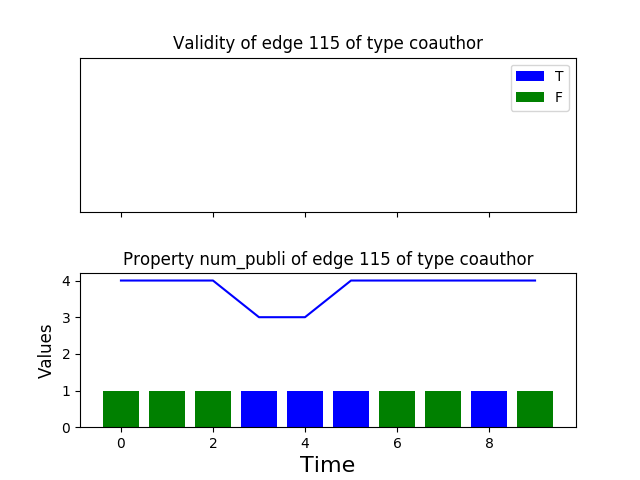 Validity of edge 115 of type coauthor
T
F
Property num_publi of edge 115 of type coauthor
4
3
2
1
0
Values
0 2 4 6 8
Time